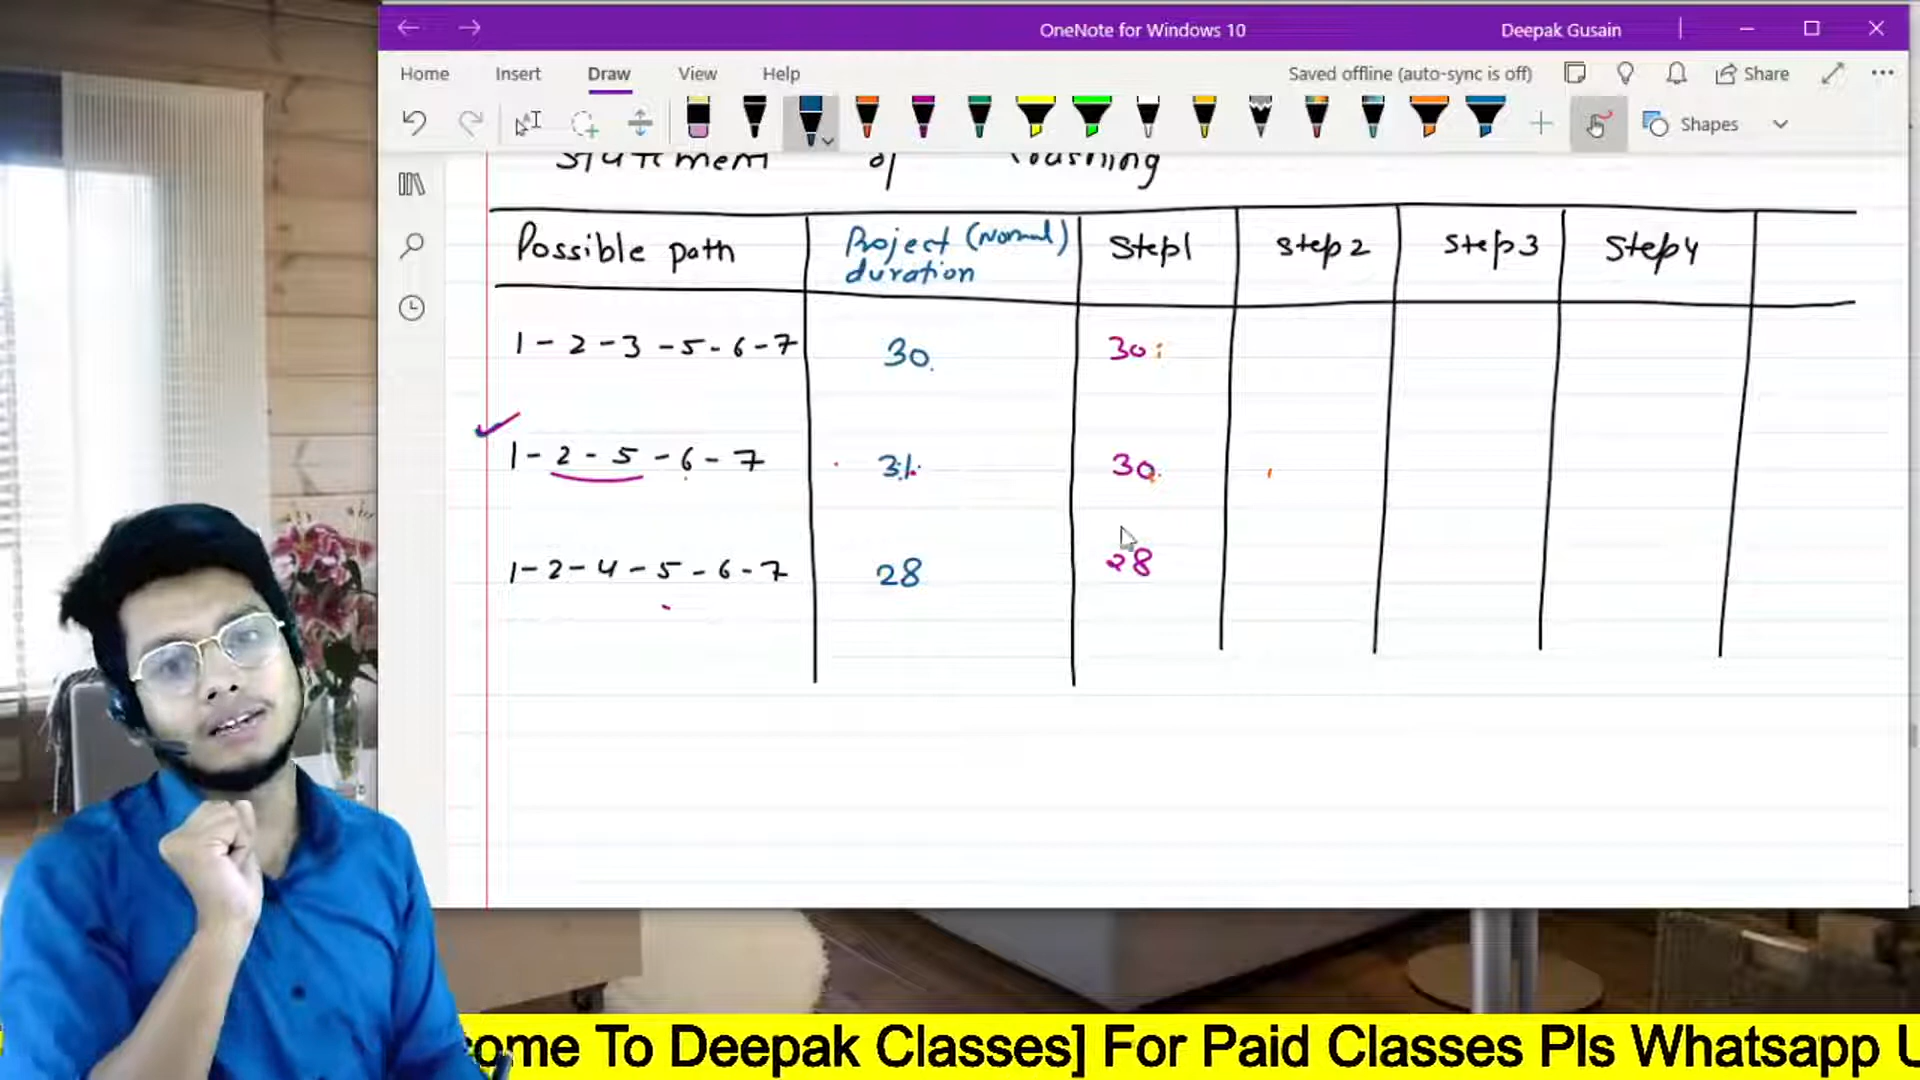 OneNote for Windows 10
Deepak Gusain
Home Insert Draw View Help
Saved offline (auto-sync is off)
Share
Shapes
Statement of
Possible path
Project (Normal) duration
Step1
Step2
Step3
Step4
1-2-3-5-6-7 30 30
1-2-5-6-7 31 30
1-2-4-5-6-7 28 28
come To Deepak Classes] For Paid Classes Pls Whatsapp U